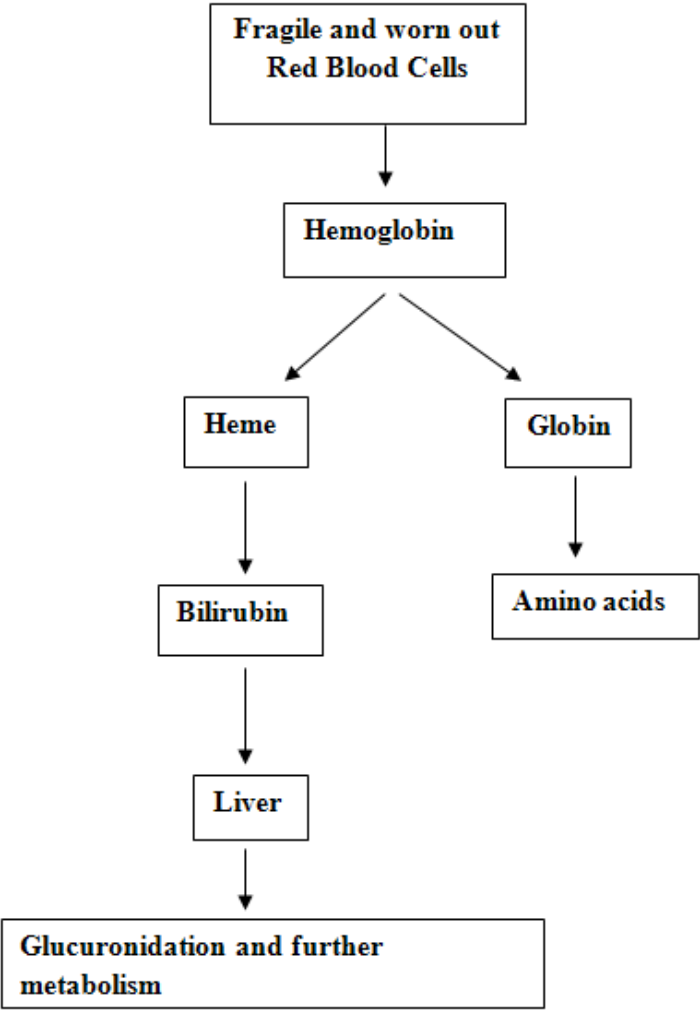 Fragile and worn out
Red Blood Cells
Hemoglobin
Heme
Globin
Bilirubin
Amino acids
Liver
Glucuronidation and further
metabolism